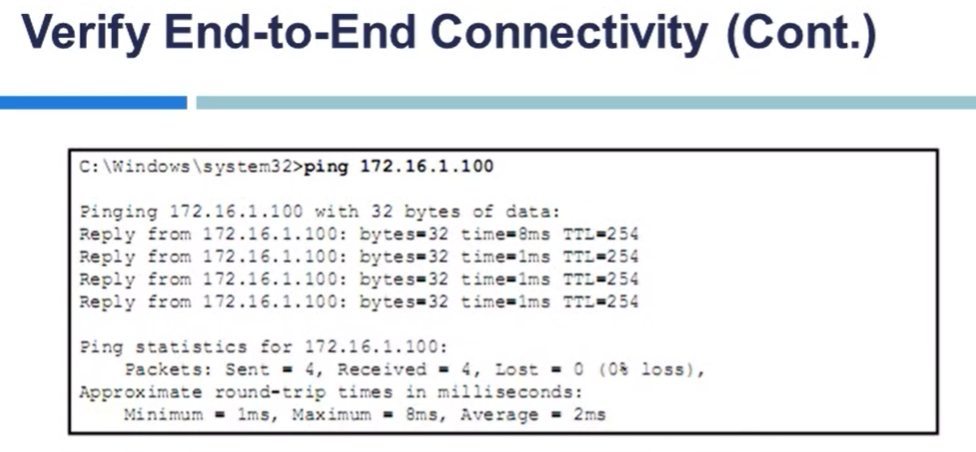 Verify End-to-End Connectivity (Cont.)
C:\Windows\system32>ping 172.16.1.100
Pinging 172.16.1.100 with 32 bytes of data:
Reply from 172.16.1.100: bytes=32 time=8ms TTL=254
Reply from 172.16.1.100: bytes=32 time=1ms TTL=254
Reply from 172.16.1.100: bytes=32 time=1ms TTL=254
Reply from 172.16.1.100: bytes=32 time=1ms TTL=254
Ping statistics for 172.16.1.100:
Packets: Sent = 4, Received = 4, Lost = 0 (0% loss),
Approximate round-trip times in milliseconds:
Minimum = 1ms, Maximum = 8ms, Average = 2ms